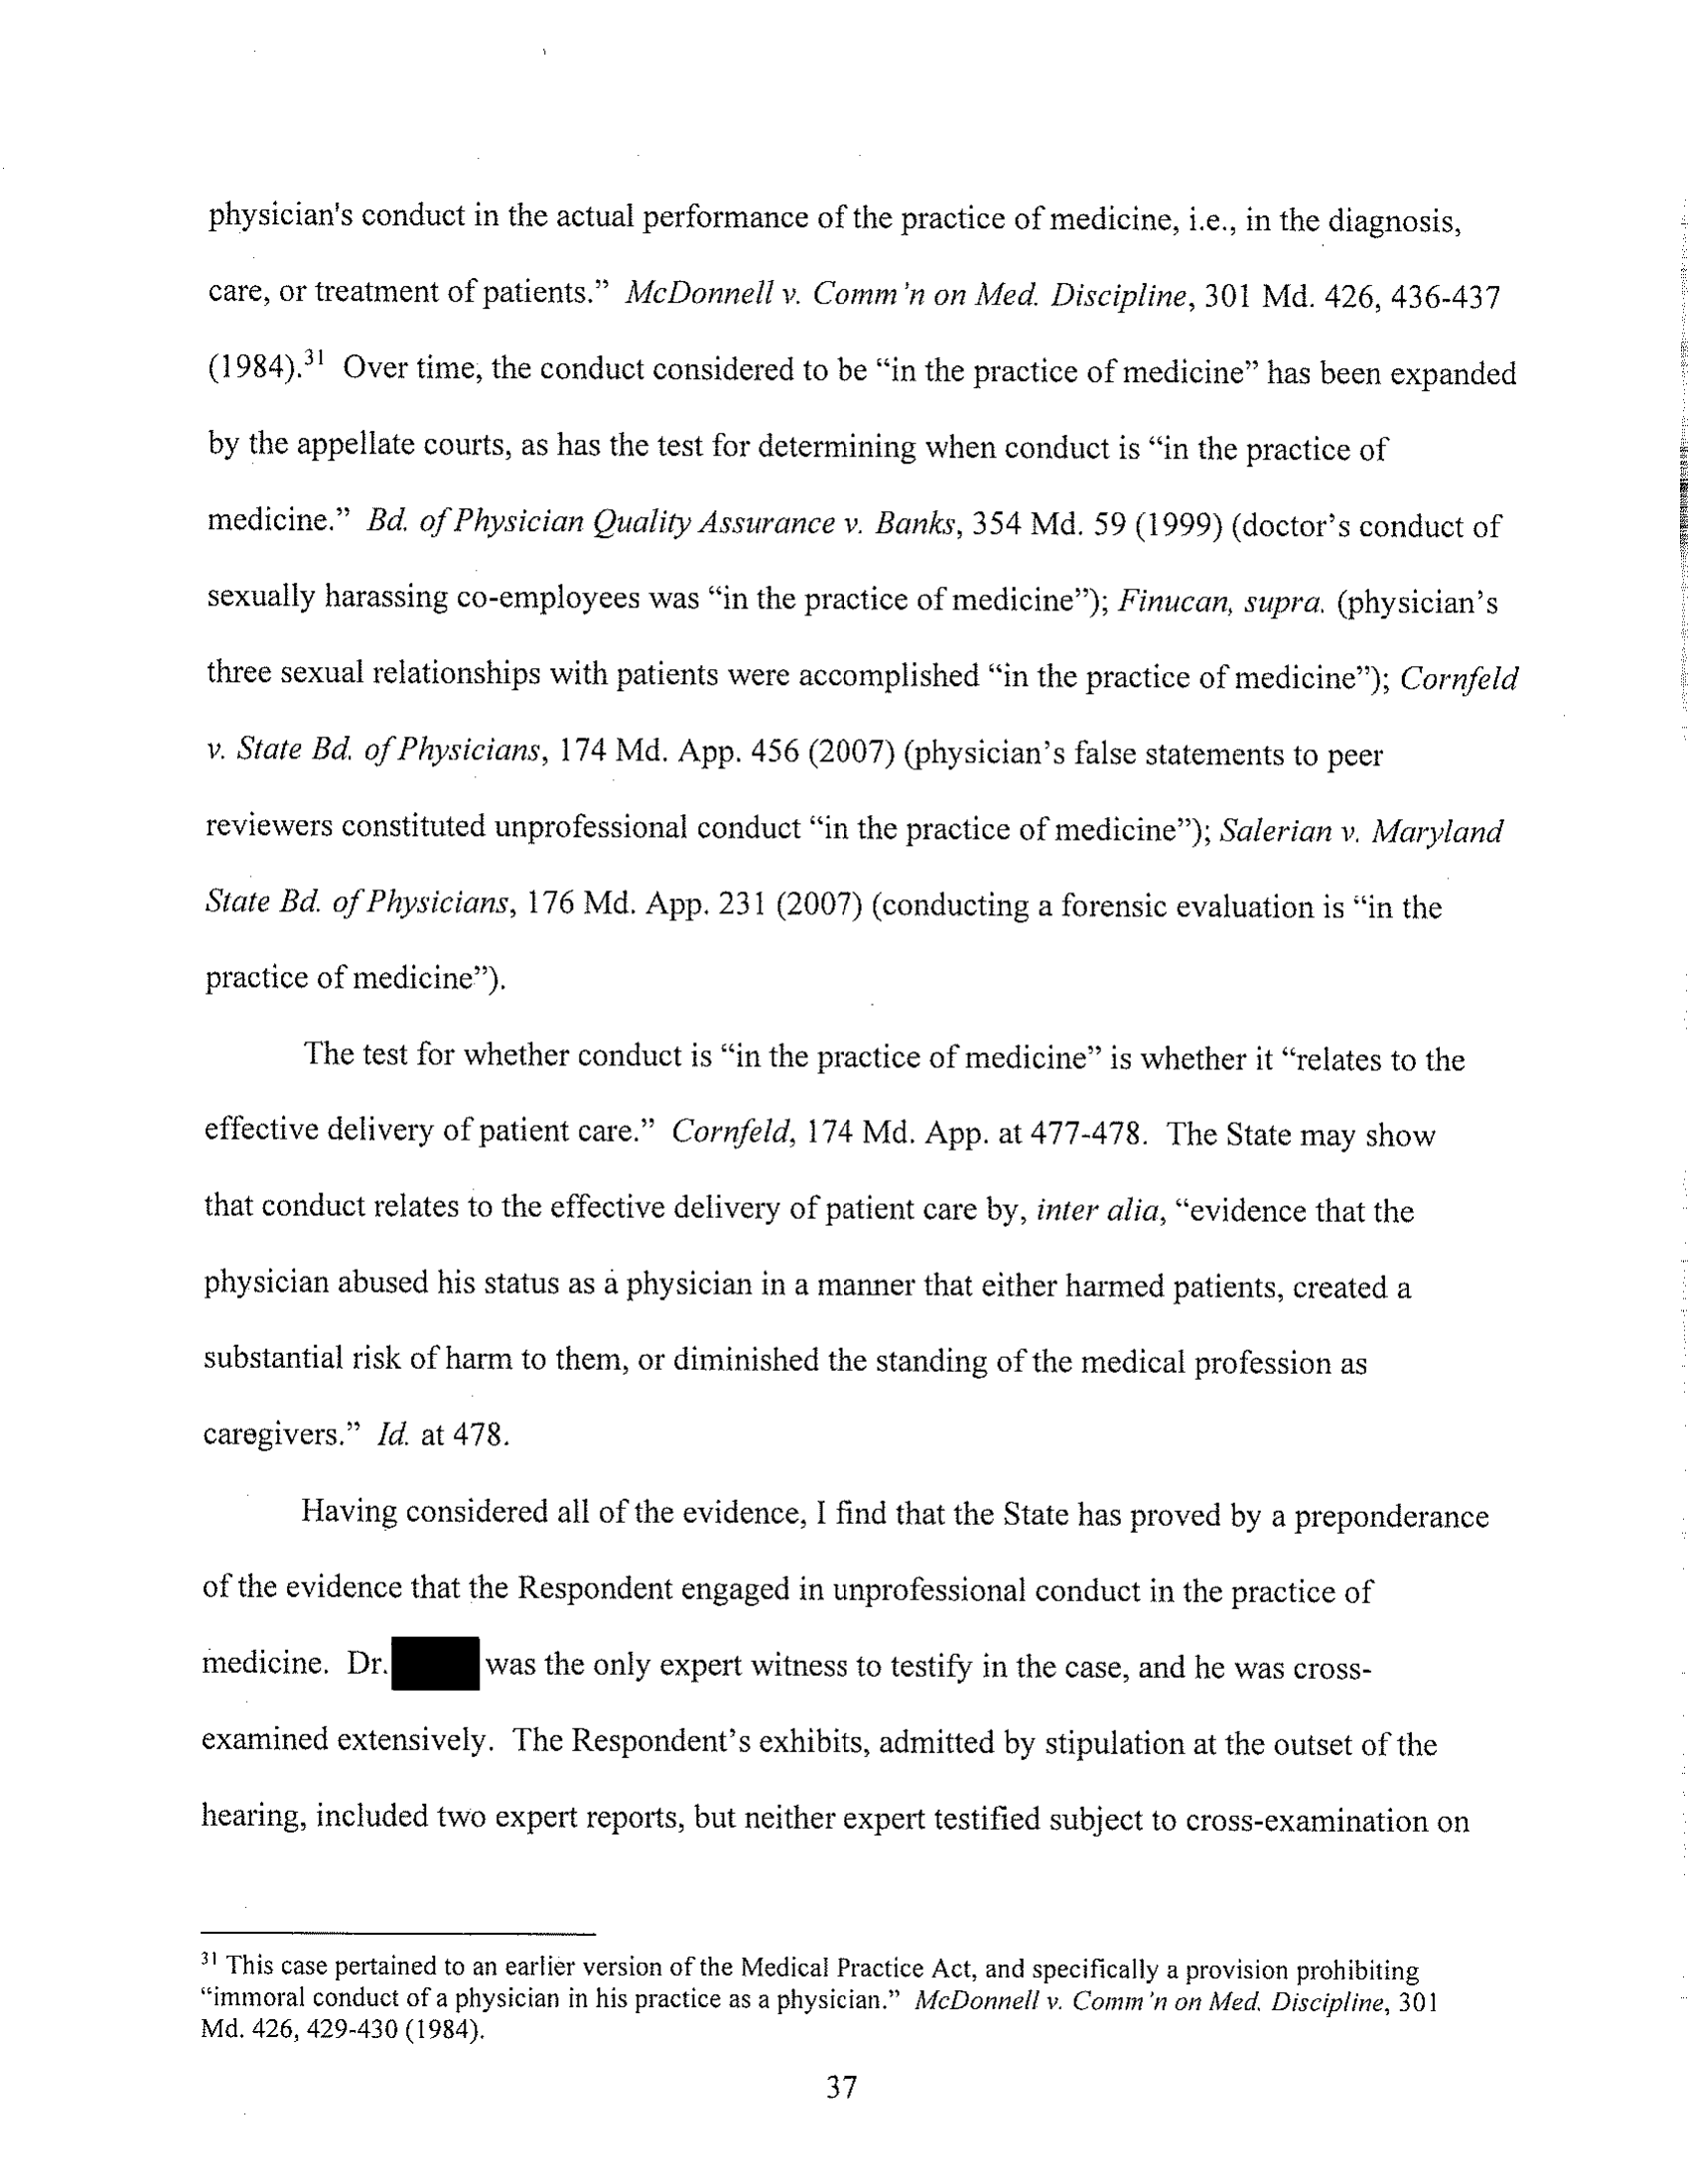 physician's conduct in the actual performance of the practice of medicine, i.e., in the diagnosis,
care, or treatment of patients.” McDonnell v. Comm’n on Med. Discipline, 301 Md. 426, 436-437
(1984).31 Over time, the conduct considered to be “in the practice of medicine” has been expanded
by the appellate courts, as has the test for determining when conduct is “in the practice of
medicine.” Bd. of Physician Quality Assurance v. Banks, 354 Md. 59 (1999) (doctor’s conduct of
sexually harassing co-employees was “in the practice of medicine”); Finucan, supra. (physician’s
three sexual relationships with patients were accomplished “in the practice of medicine”); Cornfeld
v. State Bd. of Physicians, 174 Md. App. 456 (2007) (physician’s false statements to peer
reviewers constituted unprofessional conduct “in the practice of medicine”); Salerian v. Maryland
State Bd. of Physicians, 176 Md. App. 231 (2007) (conducting a forensic evaluation is “in the
practice of medicine”).
The test for whether conduct is “in the practice of medicine” is whether it “relates to the
effective delivery of patient care.” Cornfeld, 174 Md. App. at 477-478. The State may show
that conduct relates to the effective delivery of patient care by, inter alia, “evidence that the
physician abused his status as a physician in a manner that either harmed patients, created a
substantial risk of harm to them, or diminished the standing of the medical profession as
caregivers.” Id. at 478.
Having considered all of the evidence, I find that the State has proved by a preponderance
of the evidence that the Respondent engaged in unprofessional conduct in the practice of
medicine. Dr. was the only expert witness to testify in the case, and he was cross-
examined extensively. The Respondent’s exhibits, admitted by stipulation at the outset of the
hearing, included two expert reports, but neither expert testified subject to cross-examination on
31 This case pertained to an earlier version of the Medical Practice Act, and specifically a provision prohibiting
“immoral conduct of a physician in his practice as a physician.” McDonnell v. Comm’n on Med. Discipline, 301
Md. 426, 429-430 (1984).
37